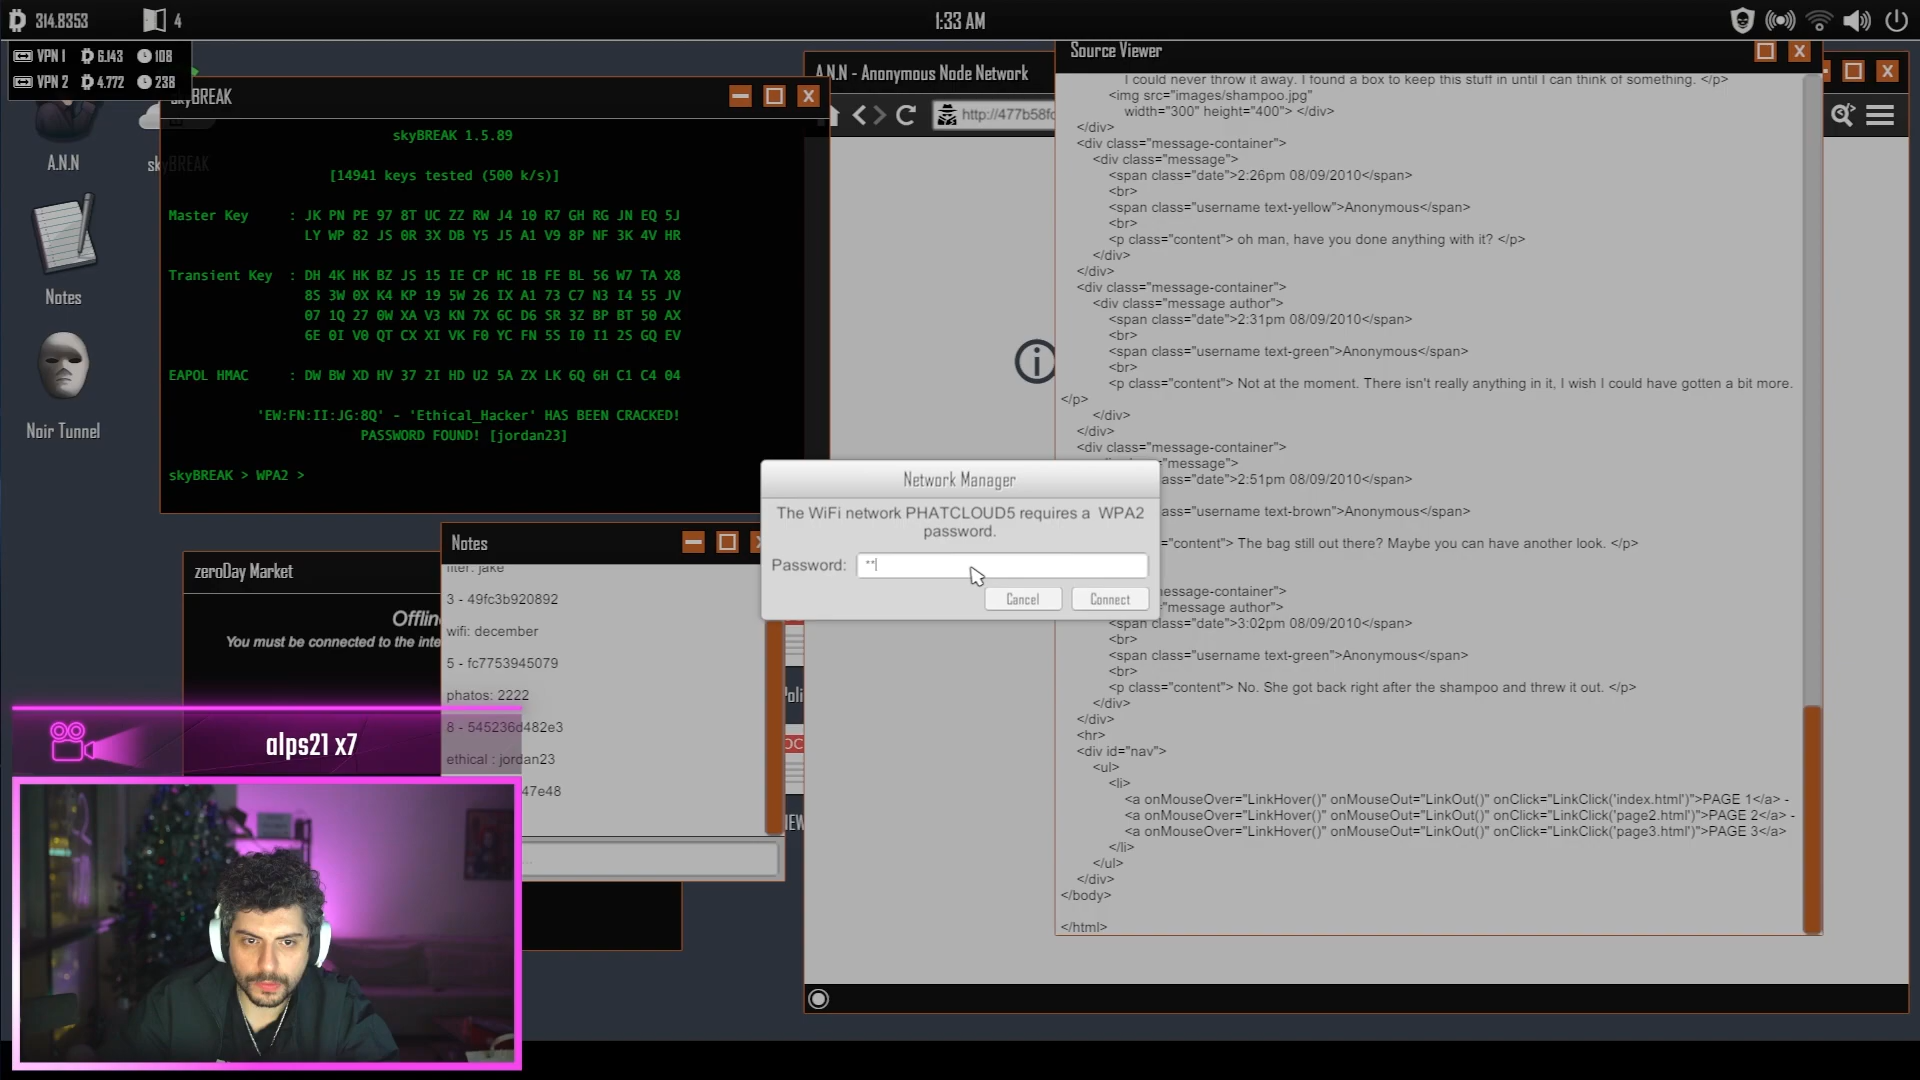 314.8353
4
1:33 AM
VPN 1 6.143 108
VPN 2 4.772 238
skyBREAK
A.N.N
skyBREAK
Notes
Noir Tunnel
skyBREAK 1.5.89
[14941 keys tested (500 k/s)]
Master Key : JK PN PE 97 8T UC ZZ RW J4 10 R7 GH RG JN EQ 5J
LY WP 82 JS 0R 3X DB Y5 J5 A1 V9 8P NF 3K 4V HR
Transient Key : DH 4K HK BZ JS 15 IE CP HC 1B FE BL 56 W7 TA X8
8S 3W 0X K4 KP 19 5W 26 IX A1 73 C7 N3 I4 55 JV
07 1Q 27 0W XA V3 KN 7X 6C D6 SR 3Z BP BT 50 AX
6E 0I V0 QT CX XI VK F0 YC FN 5S I0 I1 2S GQ EV
EAPOL HMAC : DW BW XD HV 37 2I HD U2 5A ZX LK 6Q 6H C1 C4 04
'EW:FN:II:JG:8Q' - 'Ethical_Hacker' HAS BEEN CRACKED!
PASSWORD FOUND! [jordan23]
skyBREAK > WPA2 >
zeroDay Market
Offlin
You must be connected to the inte
Notes
3 - 49fc3b920892
wifi: december
5 - fc7753945079
phatos: 2222
8 - 545236d482e3
ethical : jordan23
47e48
alps21 x7
Network Manager
The WiFi network PHATCLOUD5 requires a WPA2
password.
Password: **
Cancel
Connect
A.N.N - Anonymous Node Network
http://477b58fc
Source Viewer
I could never throw it away. I found a box to keep this stuff in until I can think of something. </p>
<img src="images/shampoo.jpg"
width="300" height="400"> </div>
</div>
<div class="message-container">
<div class="message">
<span class="date">2:26pm 08/09/2010</span>
<br>
<span class="username text-yellow">Anonymous</span>
<br>
<p class="content"> oh man, have you done anything with it? </p>
</div>
</div>
<div class="message-container">
<div class="message author">
<span class="date">2:31pm 08/09/2010</span>
<br>
<span class="username text-green">Anonymous</span>
<br>
<p class="content"> Not at the moment. There isn't really anything in it, I wish I could have gotten a bit more.
</p>
</div>
</div>
<div class="message-container">
"message">
="date">2:51pm 08/09/2010</span>
="username text-brown">Anonymous</span>
="content"> The bag still out there? Maybe you can have another look. </p>
e-container">
"message author">
<span class="date">3:02pm 08/09/2010</span>
<br>
<span class="username text-green">Anonymous</span>
<br>
<p class="content"> No. She got back right after the shampoo and threw it out. </p>
</div>
</div>
<hr>
<div id="nav">
<ul>
<li>
<a onMouseOver="LinkHover()" onMouseOut="LinkOut()" onClick="LinkClick('index.html')">PAGE 1</a> -
<a onMouseOver="LinkHover()" onMouseOut="LinkOut()" onClick="LinkClick('page2.html')">PAGE 2</a> -
<a onMouseOver="LinkHover()" onMouseOut="LinkOut()" onClick="LinkClick('page3.html')">PAGE 3</a>
</li>
</ul>
</div>
</body>
</html>